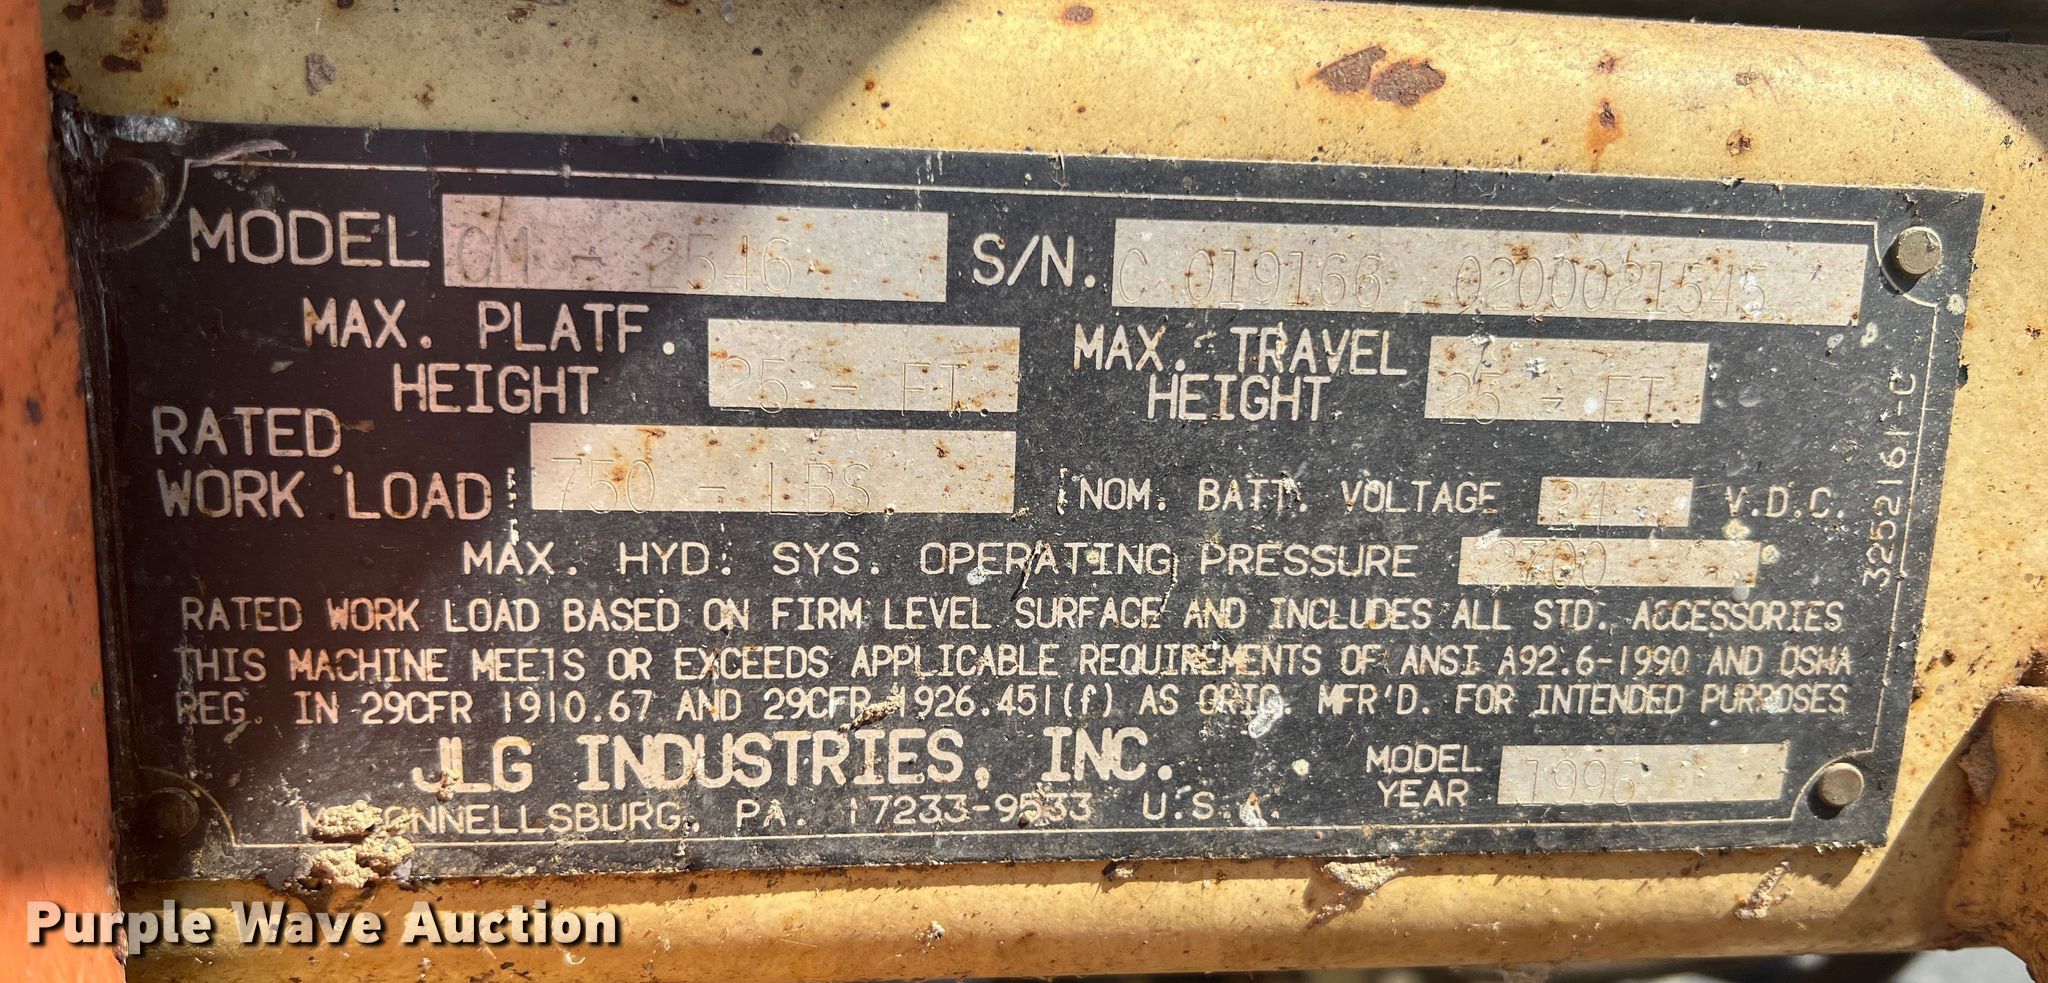 MODEL CM - 2546 S/N. C 019166 0200021545
MAX. PLATF. HEIGHT 25 - FT MAX. TRAVEL HEIGHT 25 - FT
RATED WORK LOAD 750 - LBS NOM. BATT. VOLTAGE 24 V.D.C.
MAX. HYD. SYS. OPERATING PRESSURE 2700
RATED WORK LOAD BASED ON FIRM LEVEL SURFACE AND INCLUDES ALL STD. ACCESSORIES
THIS MACHINE MEETS OR EXCEEDS APPLICABLE REQUIREMENTS OF ANSI A92.6-1990 AND OSHA
REG. IN 29CFR 1910.67 AND 29CFR 1926.451(f) AS ORIG. MFR'D. FOR INTENDED PURPOSES
JLG INDUSTRIES, INC.
McCONNELLSBURG, PA. 17233-9533 U.S.A.
MODEL YEAR 1996
3252161-C
Purple Wave Auction